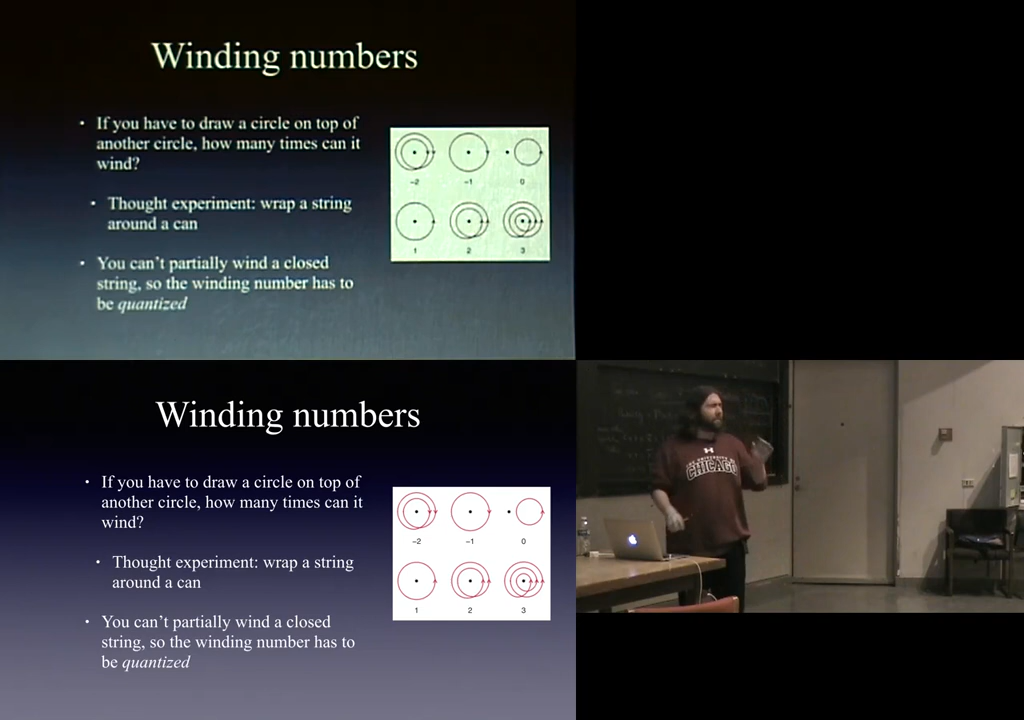 Winding numbers
• If you have to draw a circle on top of
another circle, how many times can it
wind?
• Thought experiment: wrap a string
around a can
• You can't partially wind a closed
string, so the winding number has to
be quantized
−2 −1 0
1 2 3
Winding numbers
• If you have to draw a circle on top of
another circle, how many times can it
wind?
• Thought experiment: wrap a string
around a can
• You can't partially wind a closed
string, so the winding number has to
be quantized
−2 −1 0
1 2 3
THE UNIVERSITY OF
CHICAGO